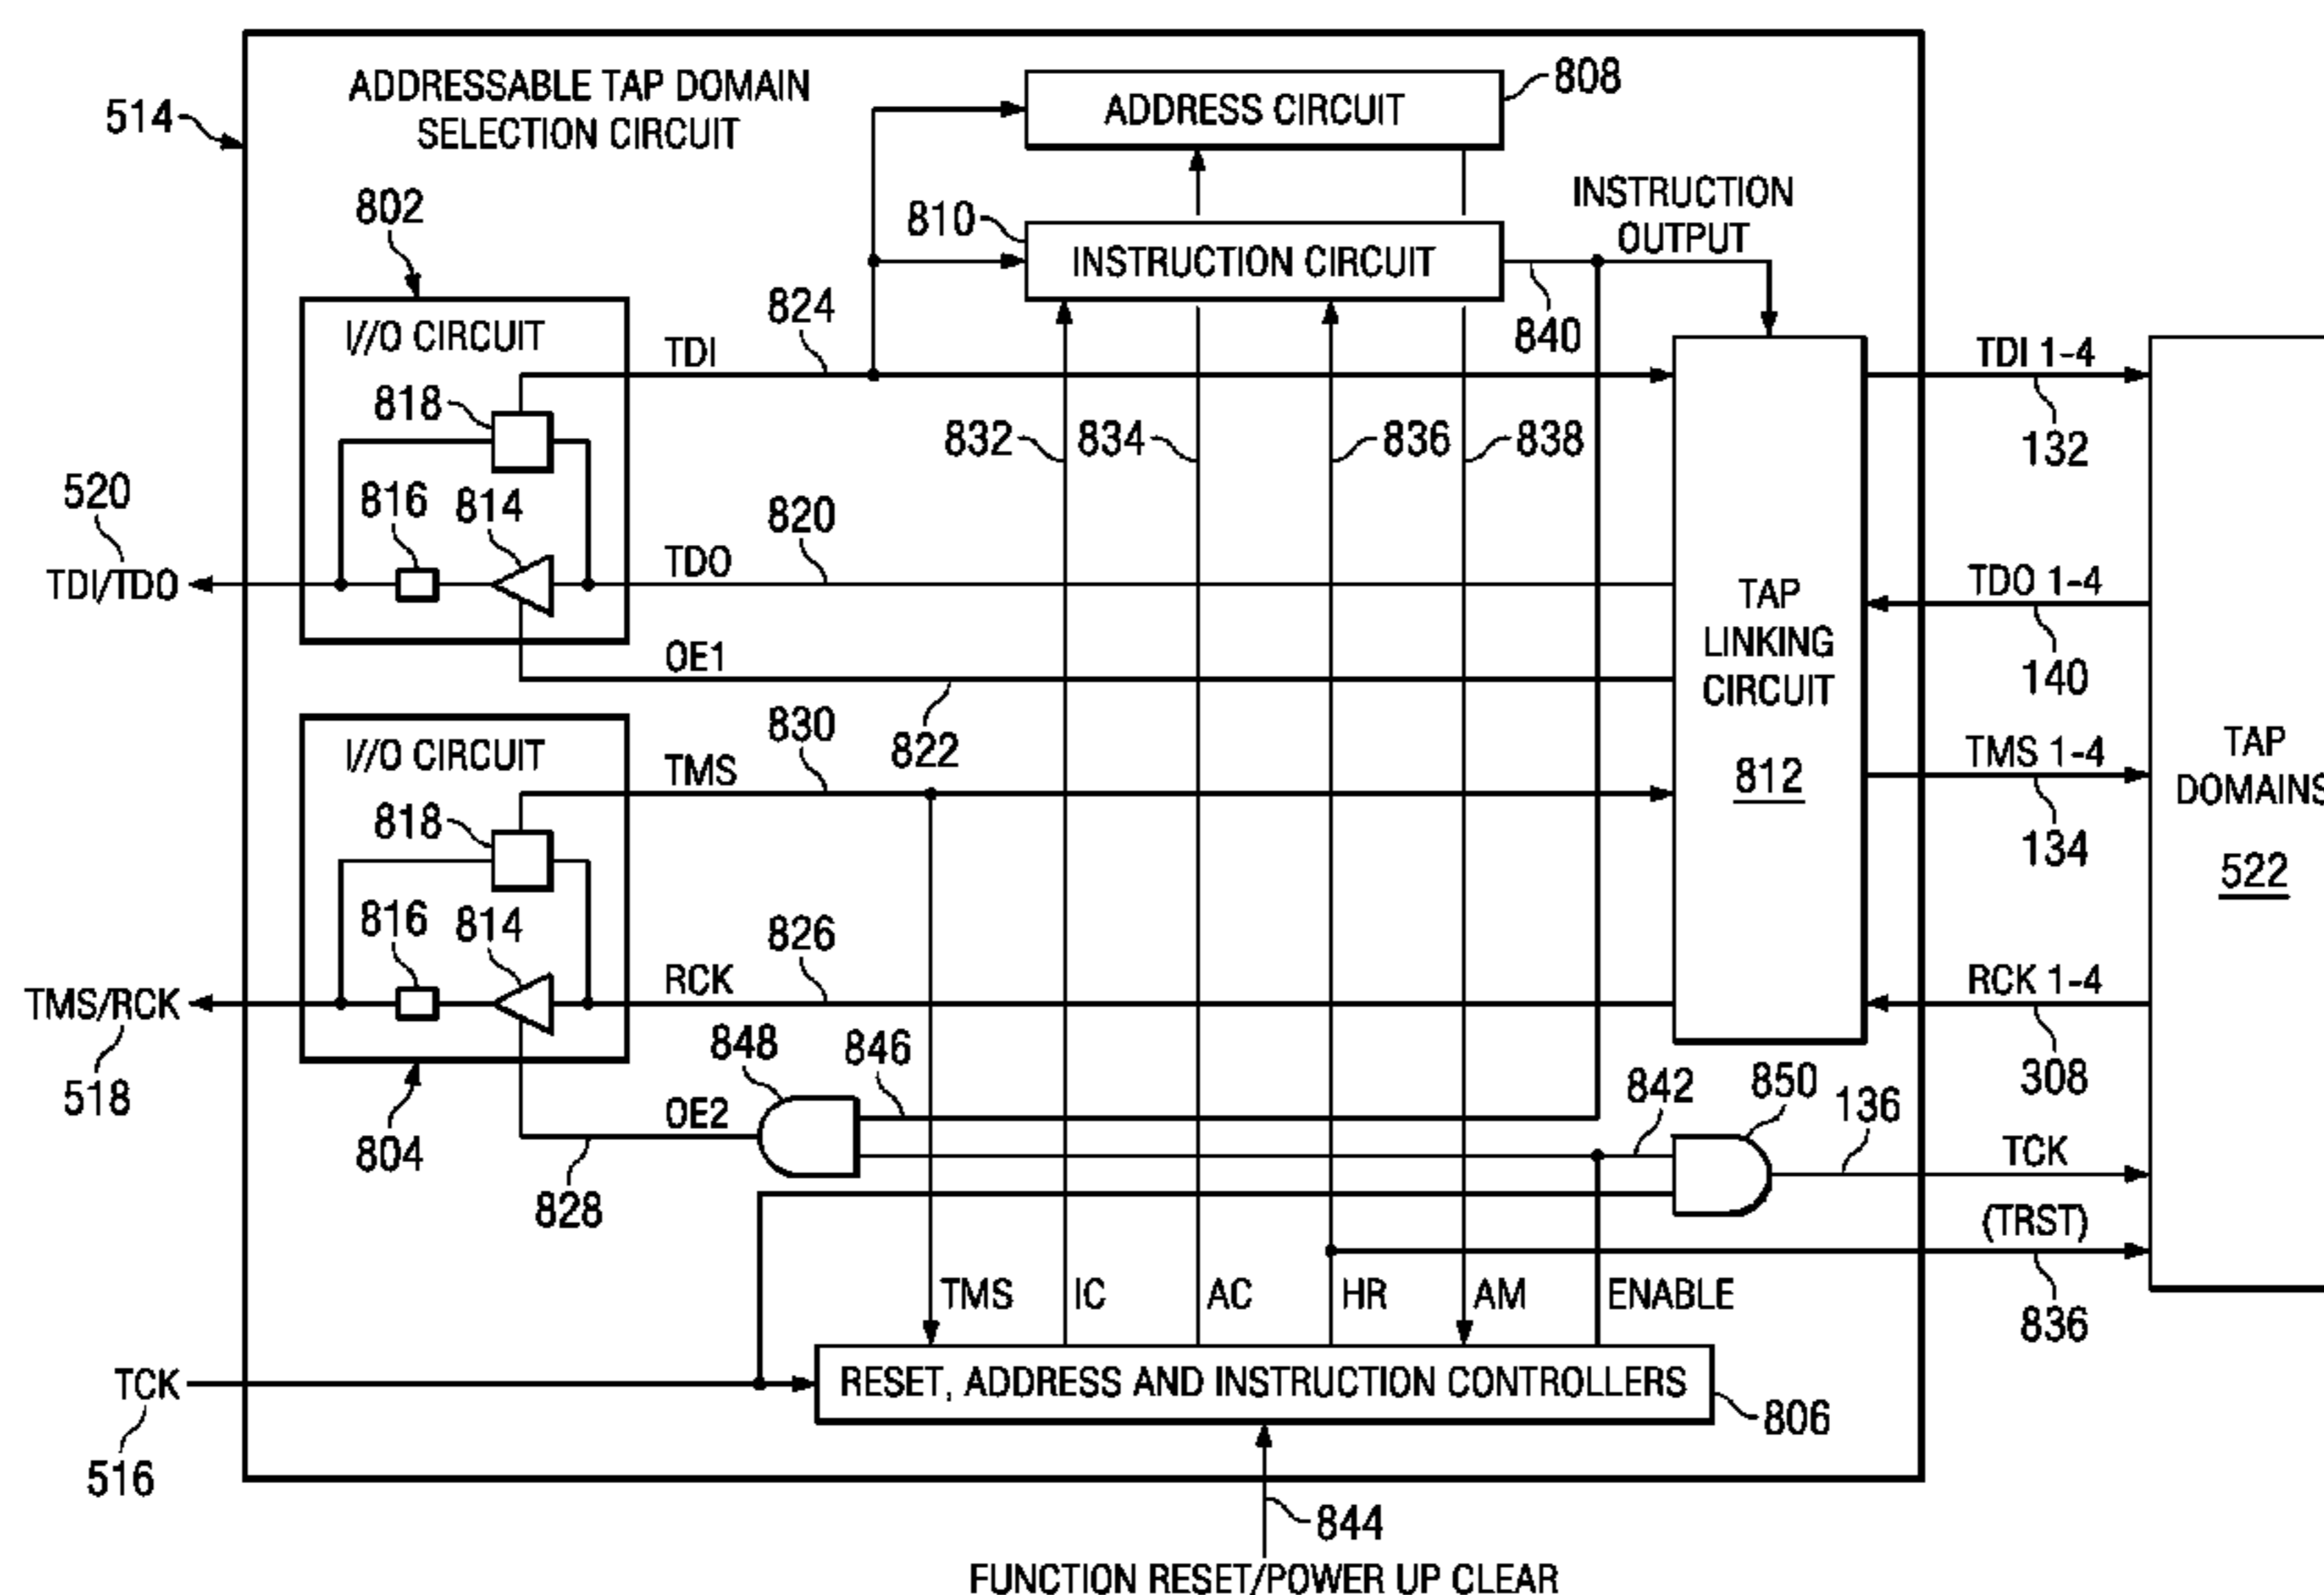 ADDRESSABLE TAP DOMAIN
SELECTION CIRCUIT
514
802
I//O CIRCUIT
818
816
814
520
TDI/TDO
TDI
824
TDO
820
OE1
822
I//O CIRCUIT
818
816
814
TMS/RCK
518
804
TMS
830
RCK
826
848
846
OE2
828
ADDRESS CIRCUIT
808
810
INSTRUCTION CIRCUIT
INSTRUCTION
OUTPUT
840
832
834
836
838
TAP
LINKING
CIRCUIT
812
842
850
136
TDI 1-4
132
TDO 1-4
140
TMS 1-4
134
RCK 1-4
308
TCK
(TRST)
836
TAP
DOMAINS
522
TMS
IC
AC
HR
AM
ENABLE
TCK
516
RESET, ADDRESS AND INSTRUCTION CONTROLLERS
806
844
FUNCTION RESET/POWER UP CLEAR